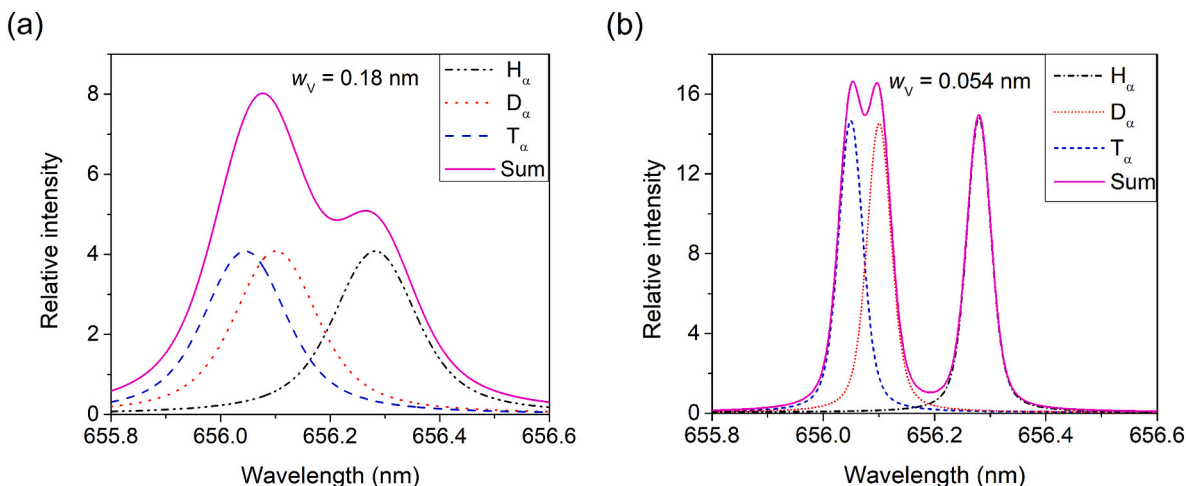 (a)
w_V = 0.18 nm
H_α
D_α
T_α
Sum
8
6
4
2
0
Relative intensity
655.8
656.0
656.2
656.4
656.6
Wavelength (nm)
(b)
w_V = 0.054 nm
H_α
D_α
T_α
Sum
16
12
8
4
0
Relative intensity
655.8
656.0
656.2
656.4
656.6
Wavelength (nm)